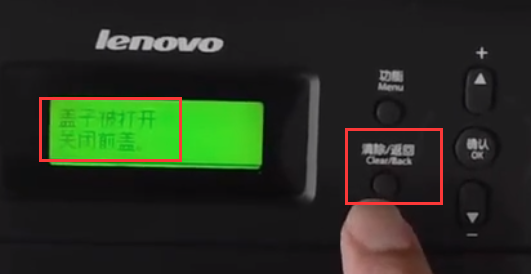 lenovo
盖子被打开
关闭前盖。
功能
Menu
清除/返回
Clear/Back
+
确认
OK
−